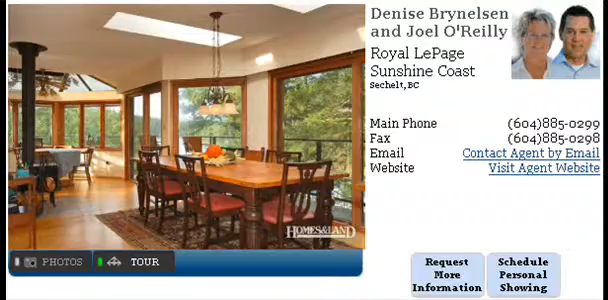 Denise Brynelsen
and Joel O'Reilly
Royal LePage
Sunshine Coast
Sechelt, BC
Main Phone (604)885-0299
Fax (604)885-0298
Email Contact Agent by Email
Website Visit Agent Website
HOMES&LAND
PHOTOS TOUR
Request
More
Information
Schedule
Personal
Showing